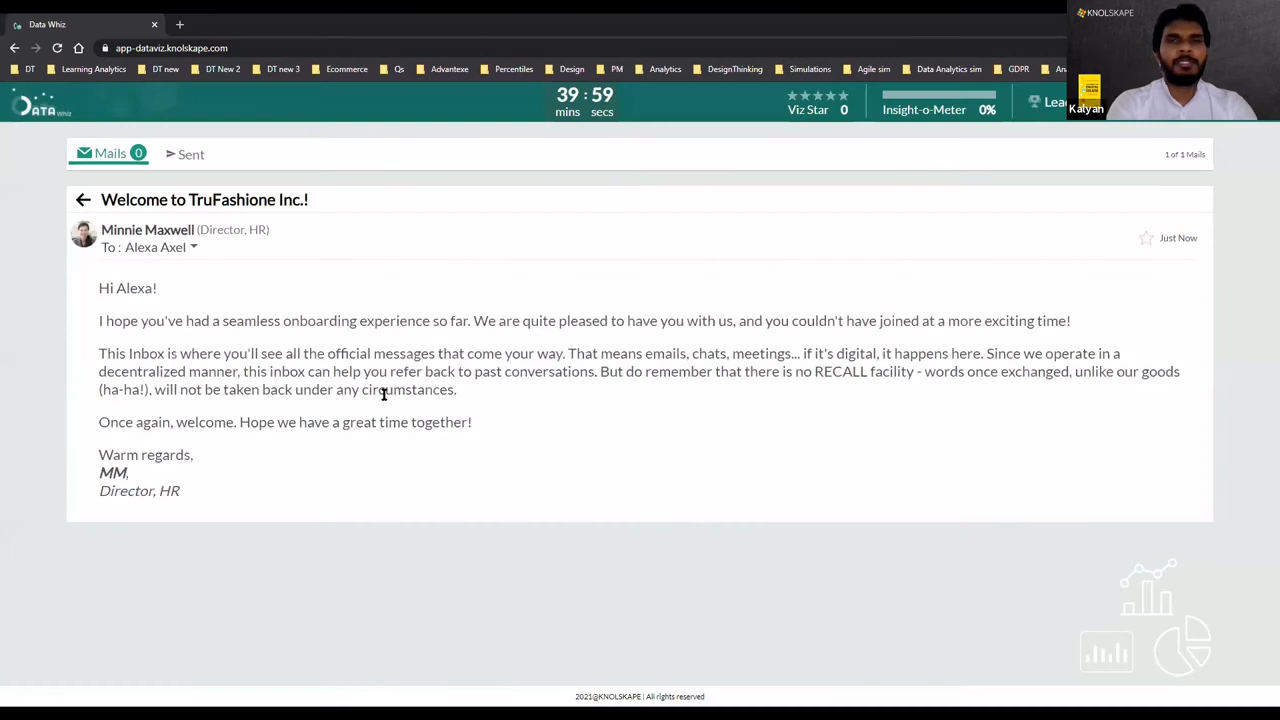 Data Whiz
app-dataviz.knolskape.com
DT Learning Analytics DT new DT New 2 DT new 3 Ecommerce Qs Advantexe Percentiles Design PM Analytics DesignThinking Simulations Agile sim Data Analytics sim GDPR An
KNOLSKAPE
Kalyan
DATA Whiz
39 : 59
mins secs
Viz Star 0
Insight-o-Meter 0%
Lea
Mails 0
Sent
1 of 1 Mails
Welcome to TruFashione Inc.!
Minnie Maxwell (Director, HR)
To : Alexa Axel
Just Now
Hi Alexa!
I hope you've had a seamless onboarding experience so far. We are quite pleased to have you with us, and you couldn't have joined at a more exciting time!
This Inbox is where you'll see all the official messages that come your way. That means emails, chats, meetings... if it's digital, it happens here. Since we operate in a
decentralized manner, this inbox can help you refer back to past conversations. But do remember that there is no RECALL facility - words once exchanged, unlike our goods
(ha-ha!), will not be taken back under any circumstances.
Once again, welcome. Hope we have a great time together!
Warm regards,
MM,
Director, HR
2021@KNOLSKAPE | All rights reserved